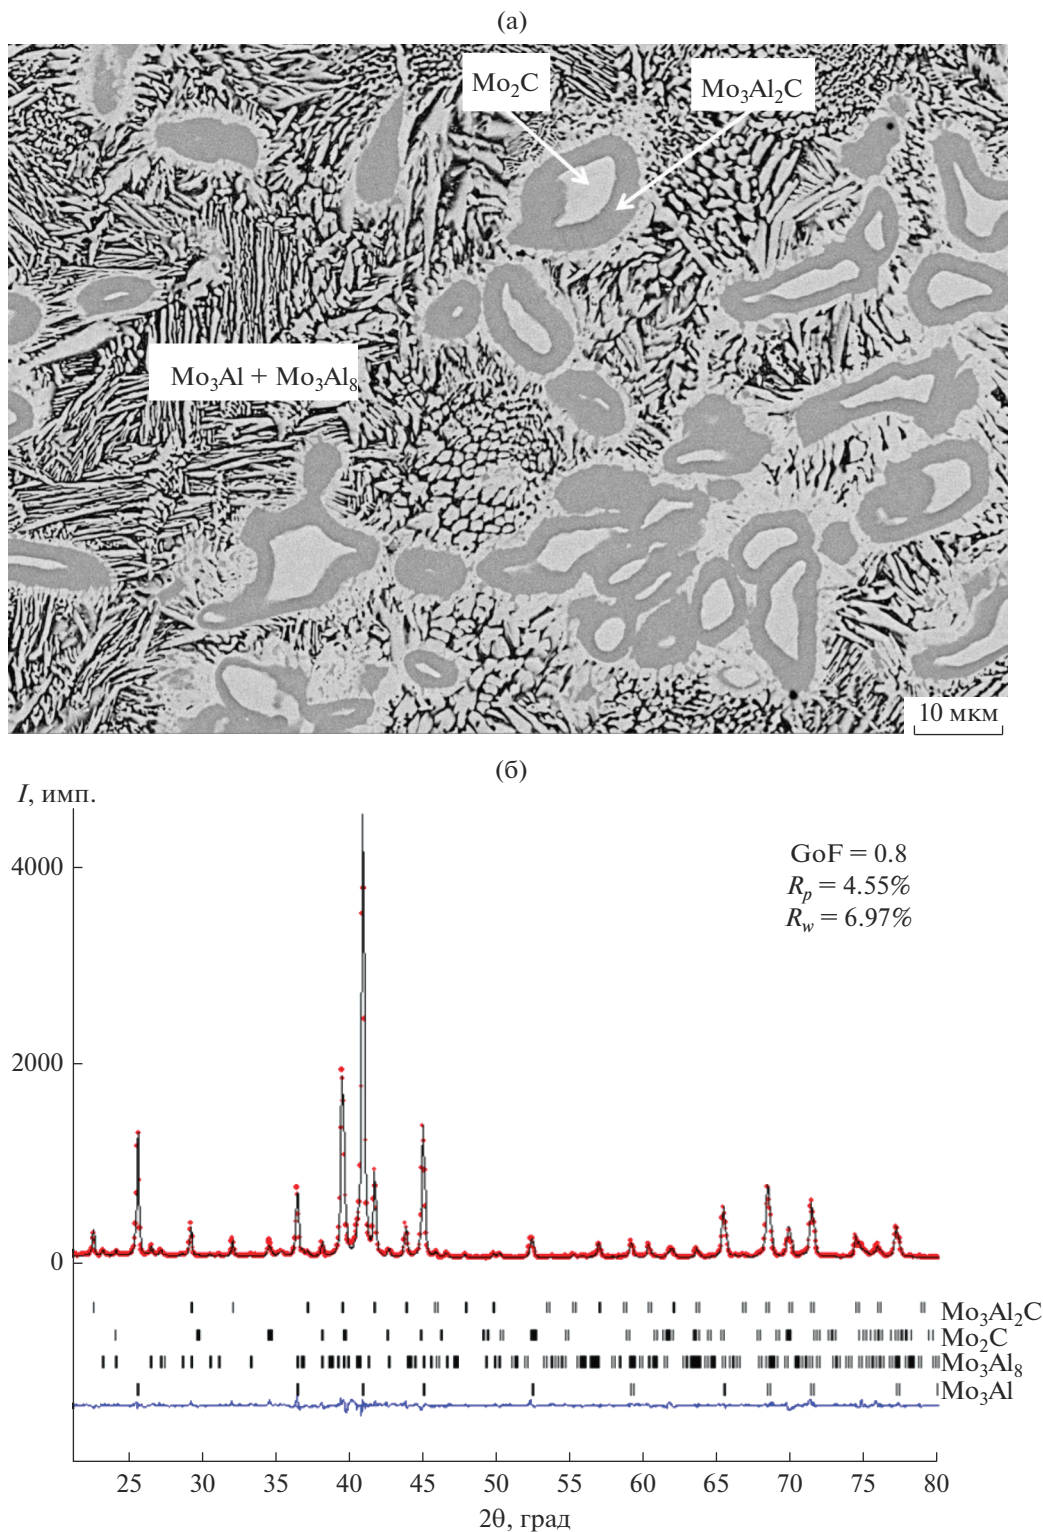 (а)
Mo₂C
Mo₃Al₂C
Mo₃Al + Mo₃Al₈
10 мкм
(б)
I, имп.
4000
GoF = 0.8
Rₚ = 4.55%
R_w = 6.97%
2000
0
Mo₃Al₂C
Mo₂C
Mo₃Al₈
Mo₃Al
25 30 35 40 45 50 55 60 65 70 75 80
2θ, град